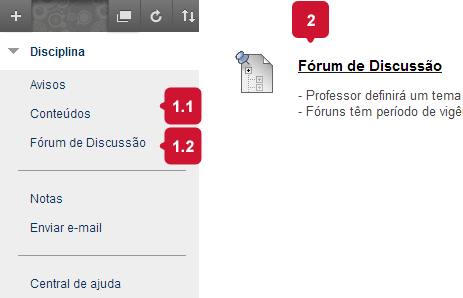 Disciplina
Avisos
Conteúdos
1.1
Fórum de Discussão
1.2
Notas
Enviar e-mail
Central de ajuda
2
Fórum de Discussão
- Professor definirá um tema
- Fóruns têm período de vigê